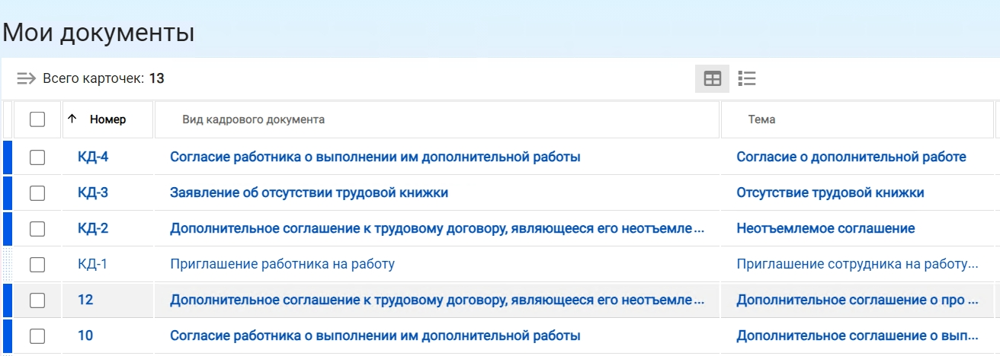 Мои документы
Всего карточек: 13
Номер Вид кадрового документа Тема
КД-4 Согласие работника о выполнении им дополнительной работы Согласие о дополнительной работе
КД-3 Заявление об отсутствии трудовой книжки Отсутствие трудовой книжки
КД-2 Дополнительное соглашение к трудовому договору, являющееся его неотъемле... Неотъемлемое соглашение
КД-1 Приглашение работника на работу Приглашение сотрудника на работу...
12 Дополнительное соглашение к трудовому договору, являющееся его неотъемле... Дополнительное соглашение о про ...
10 Согласие работника о выполнении им дополнительной работы Дополнительное соглашение о вып...